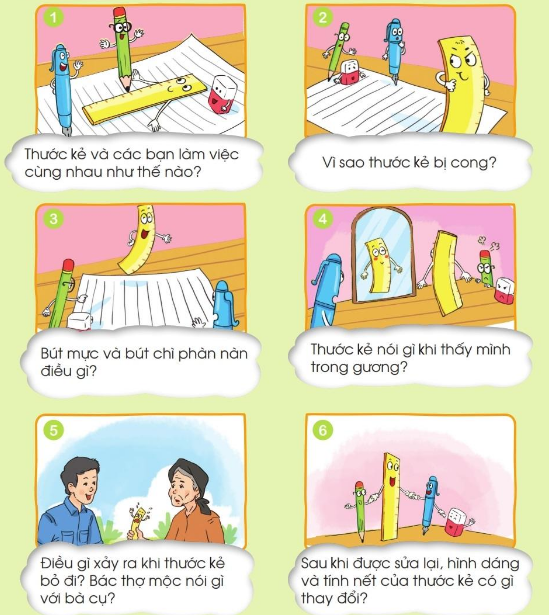 1
Thước kẻ và các bạn làm việc
cùng nhau như thế nào?
2
Vì sao thước kẻ bị cong?
3
Bút mực và bút chì phàn nàn
điều gì?
4
Thước kẻ nói gì khi thấy mình
trong gương?
5
Điều gì xảy ra khi thước kẻ
bỏ đi? Bác thợ mộc nói gì
với bà cụ?
6
Sau khi được sửa lại, hình dáng
và tính nết của thước kẻ có gì
thay đổi?